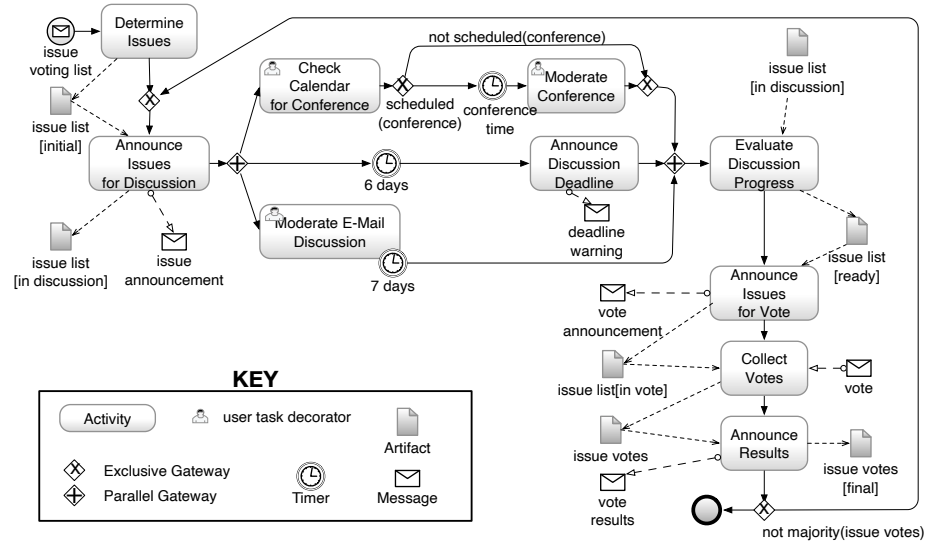 Determine
Issues
issue
voting list
issue list
[initial]
Announce
Issues
for Discussion
issue list
[in discussion]
issue
announcement
not scheduled(conference)
Check
Calendar
for Conference
scheduled
(conference)
conference
time
Moderate
Conference
6 days
Announce
Discussion
Deadline
deadline
warning
Moderate E-Mail
Discussion
7 days
issue list
[in discussion]
Evaluate
Discussion
Progress
issue list
[ready]
Announce
Issues
for Vote
vote
announcement
issue list[in vote]
Collect
Votes
vote
issue votes
Announce
Results
issue votes
[final]
vote
results
not majority(issue votes)
KEY
Activity
user task decorator
Artifact
Exclusive Gateway
Parallel Gateway
Timer
Message
X
X
X
X
X